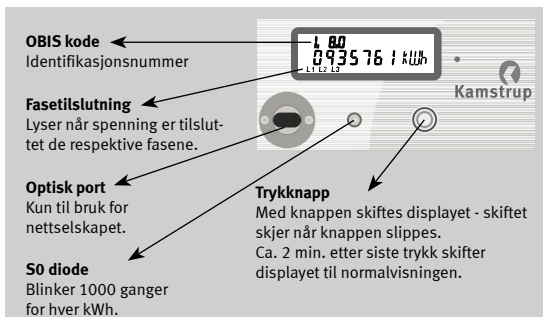 OBIS kode
Identifikasjonsnummer
Fasetilslutning
Lyser når spenning er tilslut-
tet de respektive fasene.
Optisk port
Kun til bruk for
nettselskapet.
S0 diode
Blinker 1000 ganger
for hver kWh.
1. 8.0
0935761 kWh
L1 L2 L3
Kamstrup
Trykknapp
Med knappen skiftes displayet - skiftet
skjer når knappen slippes.
Ca. 2 min. etter siste trykk skifter
displayet til normalvisningen.